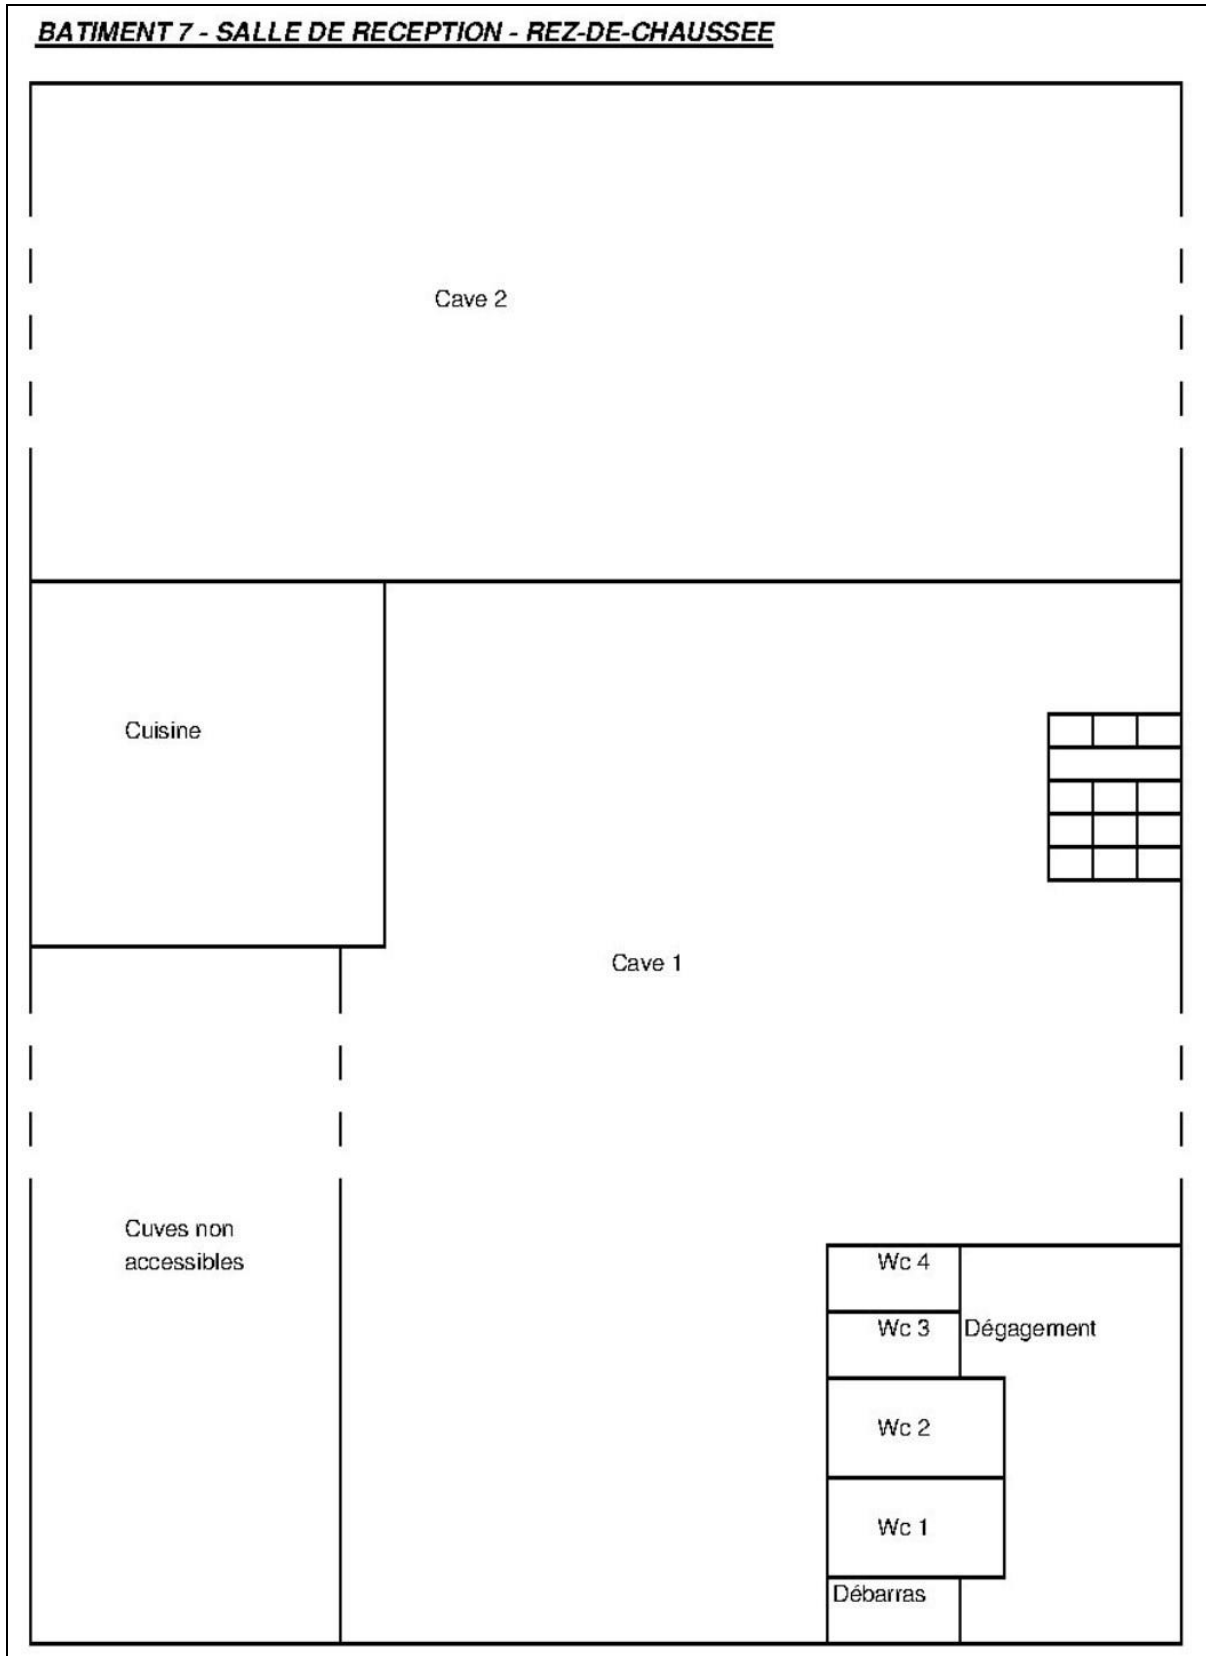 BATIMENT 7 - SALLE DE RECEPTION - REZ-DE-CHAUSSEE
Cave 2
Cuisine
Cave 1
Cuves non
accessibles
Wc 4
Wc 3
Dégagement
Wc 2
Wc 1
Débarras